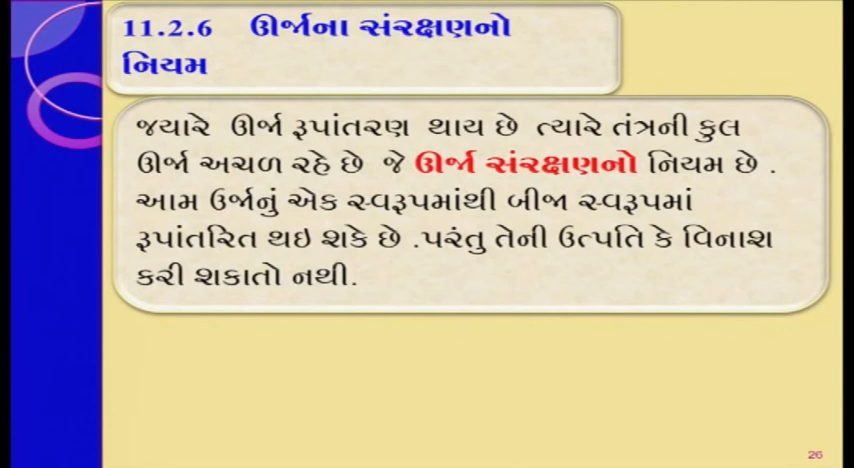 11.2.6 ઊર્જાના સંરક્ષણનો
નિયમ
જયારે ઊર્જા રૂપાંતરણ થાય છે ત્યારે તંત્રની કુલ
ઊર્જા અચળ રહે છે જે ઊર્જા સંરક્ષણનો નિયમ છે .
આમ ઉર્જાનું એક સ્વરૂપમાંથી બીજા સ્વરૂપમાં
રૂપાંતરિત થઇ શકે છે .પરંતુ તેની ઉત્પતિ કે વિનાશ
કરી શકાતો નથી.
26